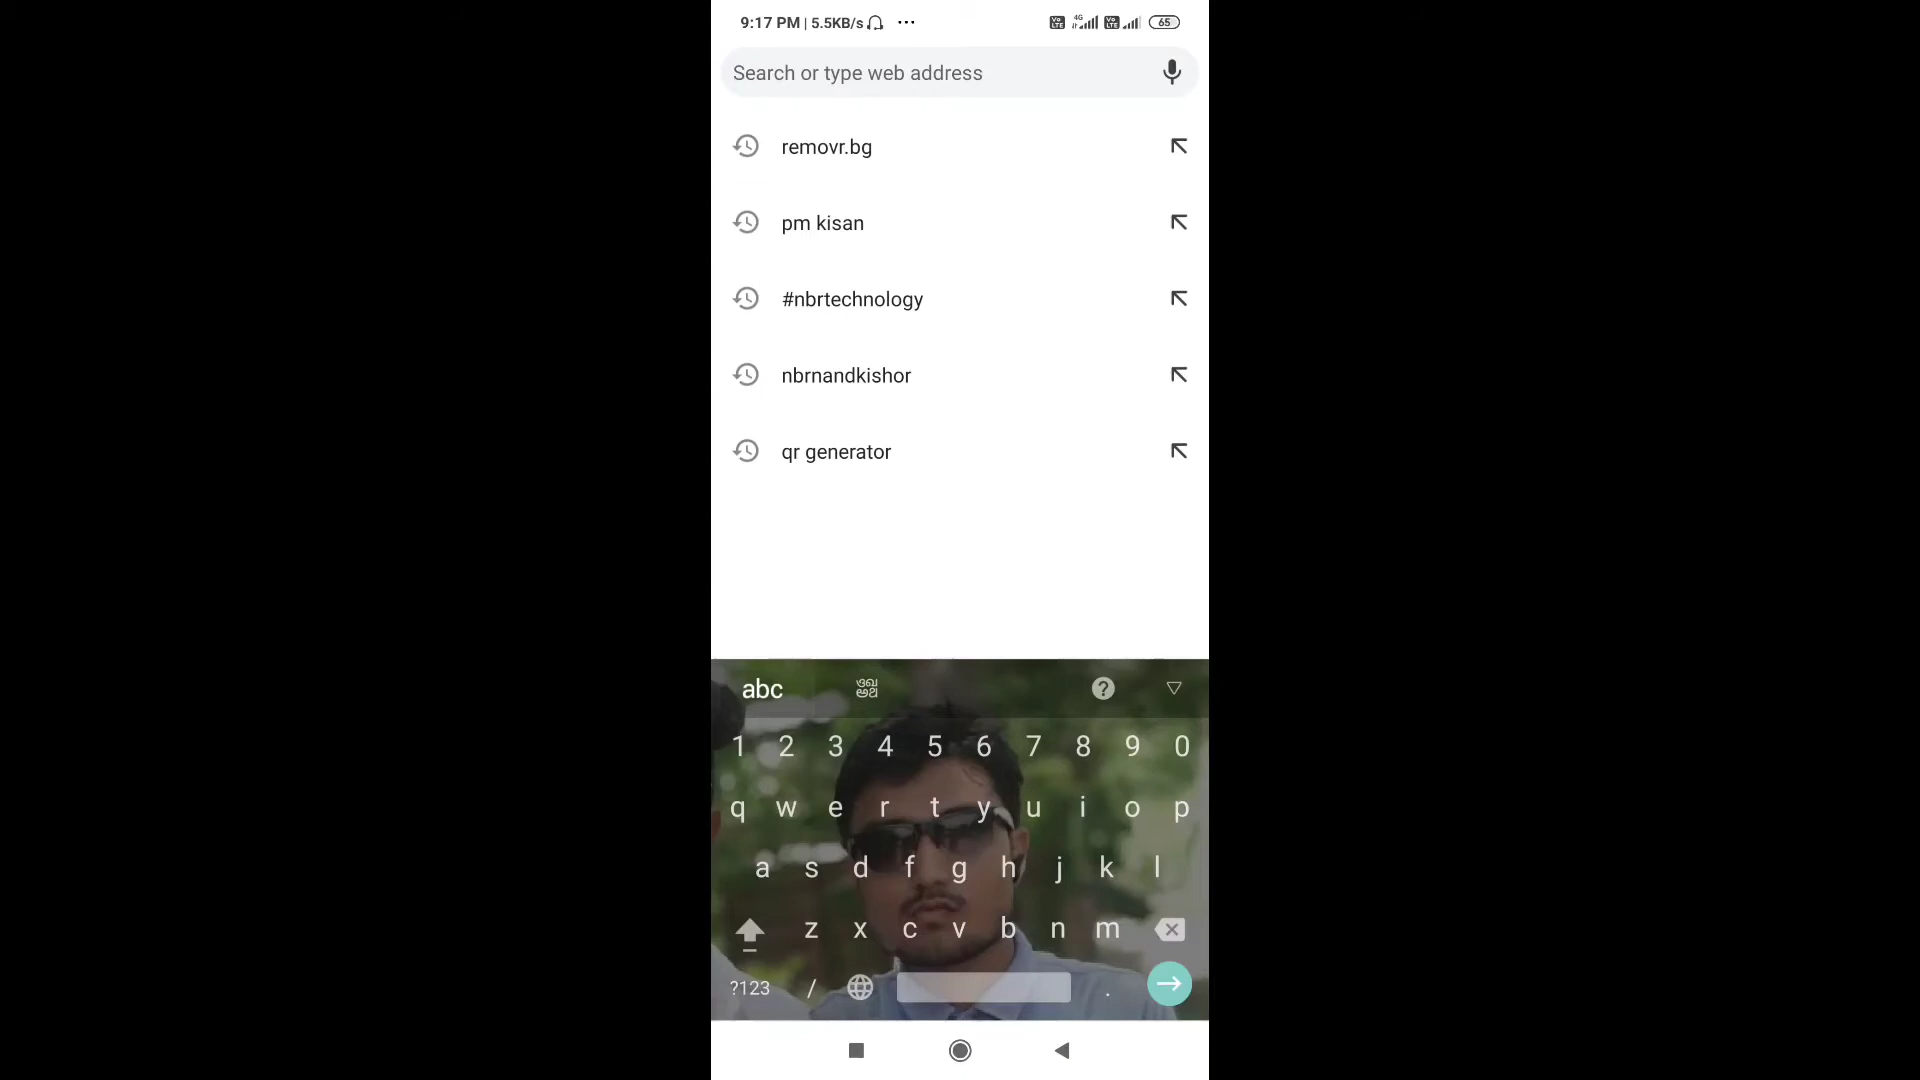 9:17 PM | 5.5KB/s
4G
65
Search or type web address
removr.bg
pm kisan
#nbrtechnology
nbrnandkishor
qr generator
abc
1 2 3 4 5 6 7 8 9 0
q w e r t y u i o p
a s d f g h j k l
z x c v b n m
?123 / .